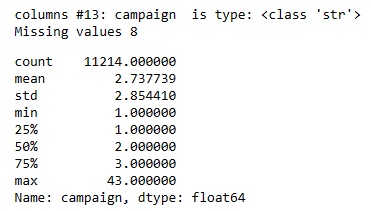 columns #13: campaign  is type: <class 'str'>
Missing values 8
count    11214.000000
mean         2.737739
std          2.854410
min          1.000000
25%          1.000000
50%          2.000000
75%          3.000000
max         43.000000
Name: campaign, dtype: float64